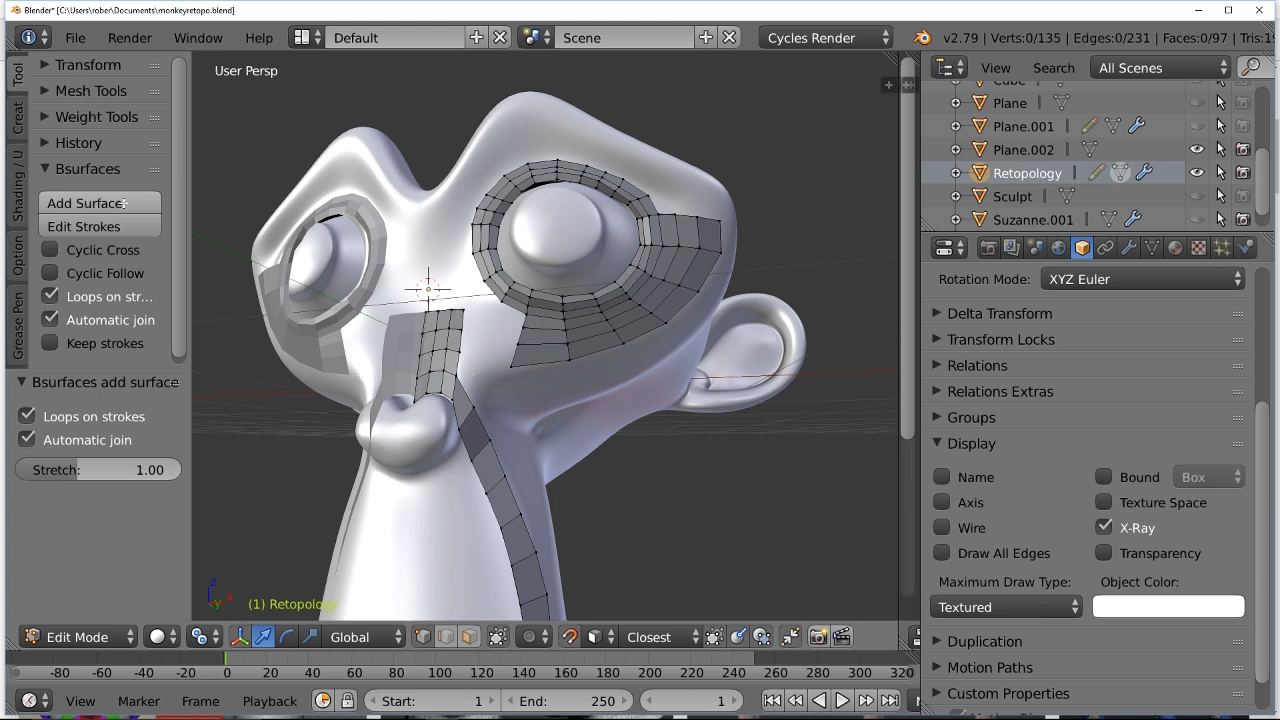 Blender* [C:\Users\rober\Documents\monkeyretopo.blend]
File Render Window Help Default Scene Cycles Render v2.79 | Verts:0/135 | Edges:0/231 | Faces:0/97 | Tris:
Tool
Creat
Shading / U
Option
Grease Pen
Transform
Mesh Tools
Weight Tools
History
Bsurfaces
Add Surface
Edit Strokes
Cyclic Cross
Cyclic Follow
Loops on str...
Automatic join
Keep strokes
Bsurfaces add surface
Loops on strokes
Automatic join
Stretch: 1.00
User Persp
(1) Retopology
Z
Y X
View Search All Scenes
Cube
Plane
Plane.001
Plane.002
Retopology
Sculpt
Suzanne.001
Rotation Mode: XYZ Euler
Delta Transform
Transform Locks
Relations
Relations Extras
Groups
Display
Name Bound Box
Axis Texture Space
Wire X-Ray
Draw All Edges Transparency
Maximum Draw Type: Object Color:
Textured
Duplication
Motion Paths
Custom Properties
Edit Mode Global Closest
-80 -60 -40 -20 0 20 40 60 80 100 120 140 160 180 200 220 240 260 280 300 320
View Marker Frame Playback Start: 1 End: 250 1